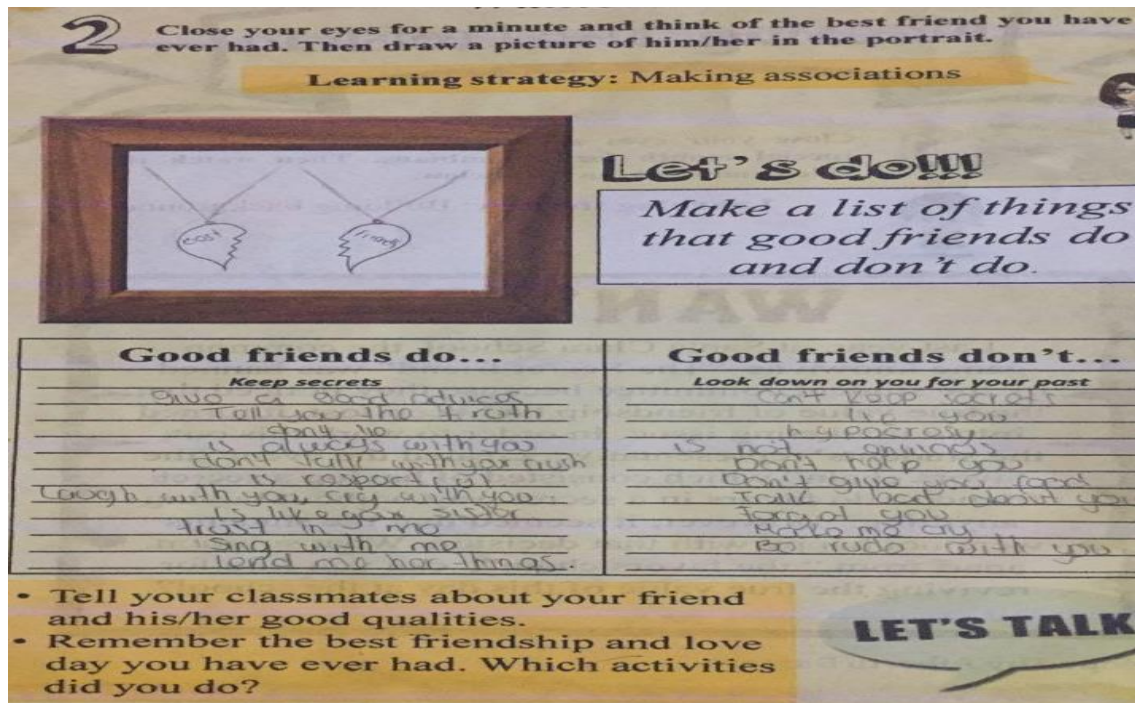 2 Close your eyes for a minute and think of the best friend you have
ever had. Then draw a picture of him/her in the portrait.
Learning strategy: Making associations
Best Friends
Let's do!!!
Make a list of things
that good friends do
and don't do.
Good friends do...
Keep secrets
give a good advices
Tell you the truth
don't lie
is always with you
don't talk with your crush
is respectful
Laugh with you, cry with you
Is like your sister
trust in me
Sing with me
lend me her things.
Good friends don't...
Look down on you for your past
Can't keep secrets
lie you
hypocresy
is not
Don't help you
Don't give you food
Talk bad about you
Forgot you
Make me cry
Be rude with you
• Tell your classmates about your friend
and his/her good qualities.
• Remember the best friendship and love
day you have ever had. Which activities
did you do?
LET'S TALK